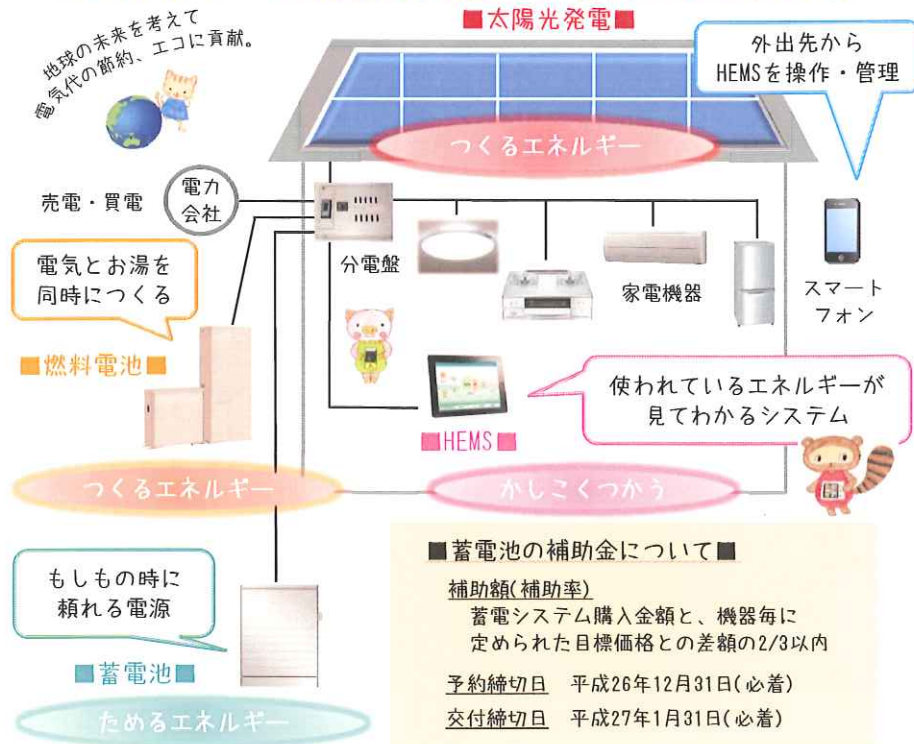 地球の未来を考えて
電気代の節約、エコに貢献。
■太陽光発電■
外出先から
HEMSを操作・管理
つくるエネルギー
売電・買電
電力
会社
分電盤
家電機器
スマート
フォン
電気とお湯を
同時につくる
■燃料電池■
使われているエネルギーが
見てわかるシステム
■HEMS■
つくるエネルギー
かしこくつかう
もしもの時に
頼れる電源
■蓄電池■
ためるエネルギー
■蓄電池の補助金について■
補助額(補助率)
蓄電システム購入金額と、機器毎に
定められた目標価格との差額の2/3以内
予約締切日 平成26年12月31日(必着)
交付締切日 平成27年1月31日(必着)